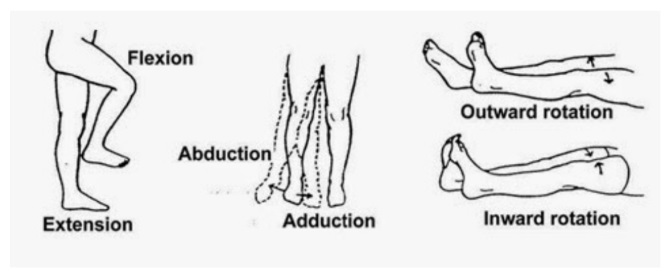 Flexion
Extension
Abduction
Adduction
Outward rotation
Inward rotation